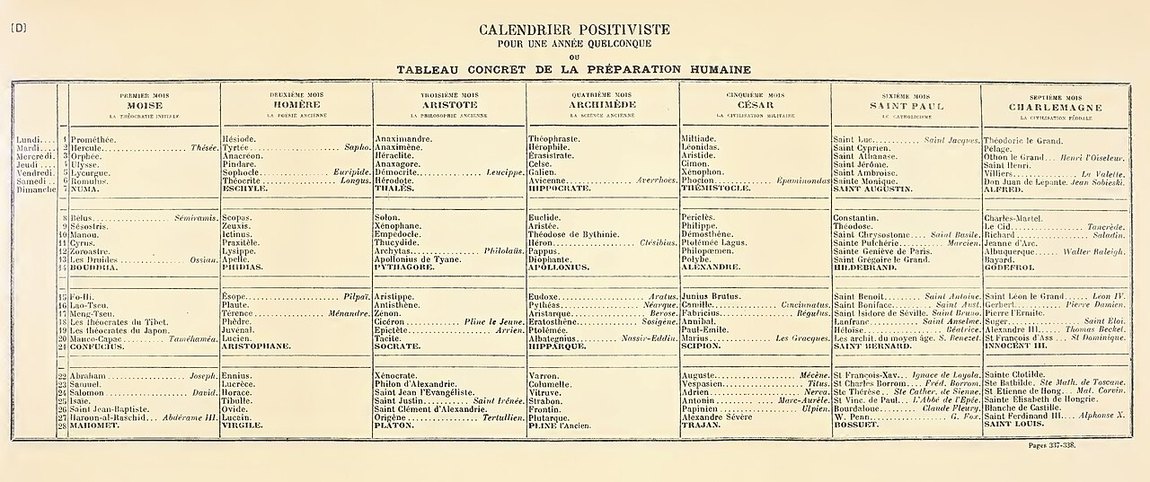 [D]
CALENDRIER POSITIVISTE
POUR UNE ANNÉE QUELCONQUE
OU
TABLEAU CONCRET DE LA PRÉPARATION HUMAINE
PREMIER MOIS DEUXIÈME MOIS TROISIÈME MOIS QUATRIÈME MOIS CINQUIÈME MOIS SIXIÈME MOIS SEPTIÈME MOIS
MOISE HOMÈRE ARISTOTE ARCHIMÈDE CÉSAR SAINT PAUL CHARLEMAGNE
LA THÉOCRATIE INITIALE LA POÉSIE ANCIENNE LA PHILOSOPHIE ANCIENNE LA SCIENCE ANCIENNE LA CIVILISATION MILITAIRE LE CATHOLICISME LA CIVILISATION FÉODALE
Lundi.... 1 Prométhée. Hésiode. Anaximandre. Théophraste. Miltiade. Saint Luc......... Saint Jacques. Théodoric le Grand.
Mardi.... 2 Hercule......... Thésée. Tyrtée......... Sapho. Anaximène. Hérophile. Léonidas. Saint Cyprien. Pélage.
Mercredi. 3 Orphée. Anacréon. Héraclite. Érasistrate. Aristide. Saint Athanase. Othon le Grand... Henri l'Oiseleur.
Jeudi.... 4 Ulysse. Pindare. Anaxagore. Celse. Cimon. Saint Jérôme. Saint Henri.
Vendredi. 5 Lycurgue. Sophocle......... Euripide. Démocrite......... Leucippe. Galien. Xénophon. Saint Ambroise. Villiers......... La Valette.
Samedi... 6 Romulus. Théocrite......... Longus. Hérodote. Avicenne......... Averrhoes. Phocion......... Épaminondas Sainte Monique. Don Juan de Lepante. Jean Sobieski.
Dimanche 7 NUMA. ESCHYLE. THALÈS. HIPPOCRATE. THÉMISTOCLE. SAINT AUGUSTIN. ALFRED.
8 Bélus......... Sémiramis. Scopas. Solon. Euclide. Périclès. Constantin. Charles-Martel.
9 Sésostris. Zeuxis. Xénophane. Aristée. Philippe. Théodose. Le Cid......... Tancrède.
10 Manou. Ictinus. Empédocle. Théodose de Bythinie. Démosthène. Saint Chrysostome... Saint Basile. Richard......... Saladin.
11 Cyrus. Praxitèle. Thucydide. Héron......... Ctésibius. Ptolémée Lagus. Sainte Pulchérie... Marcien. Jeanne d'Arc.
12 Zoroastre. Lysippe. Archytas......... Philolaüs. Pappus. Philopœmen. Sainte Geneviève de Paris. Albuquerque...... Walter Raleigh.
13 Les Druides......... Ossian. Apelle. Apollonius de Tyane. Diophante. Polybe. Saint Grégoire le Grand. Bayard.
14 BOUDDHA. PHIDIAS. PYTHAGORE. APOLLONIUS. ALEXANDRE. HILDEBRAND. GODEFROI.
15 Fo-Hi. Ésope......... Pilpaï. Aristippe. Eudoxe......... Aratus. Junius Brutus. Saint Benoît...... Saint Antoine. Saint Léon le Grand... Léon IV.
16 Lao-Tseu. Plaute. Antisthène. Pythéas......... Néarque. Camille......... Cincinnatus. Saint Boniface...... Saint Aust. Gerbert......... Pierre Damien.
17 Meng-Tseu. Térence......... Ménandre. Zénon. Aristarque......... Bérose. Fabricius......... Régulus. Saint Isidore de Séville. Saint Bruno. Pierre l'Ermite.
18 Les théocrates du Tibet. Phèdre. Cicéron......... Pline le Jeune. Eratosthène......... Sosigène. Annibal. Lanfranc......... Saint Anselme. Suger......... Saint Eloi.
19 Les théocrates du Japon. Juvénal. Épictète......... Arrien. Ptolémée. Paul-Émile. Héloïse......... Béatrice. Alexandre III... Thomas Becket.
20 Manco-Capac......... Taméhaméa. Lucien. Tacite. Albategnius......... Nassir-Eddin. Marius......... Les Gracques. Les archit. du moyen âge. S. Benezet. St François d'Ass... St Dominique.
21 CONFUCIUS. ARISTOPHANE. SOCRATE. HIPPARQUE. SCIPION. SAINT BERNARD. INNOCENT III.
22 Abraham......... Joseph. Ennius. Xénocrate. Varron. Auguste......... Mécène. St François-Xav... Ignace de Loyola. Sainte Clotilde.
23 Samuel. Lucrèce. Philon d'Alexandrie. Columelle. Vespasien......... Titus. St Charles Borrom... Fréd. Borrom. Ste Bathilde. Ste Math. de Toscane.
24 Salomon......... David. Horace. Saint Jean l'Évangéliste. Vitruve. Adrien......... Nerva. Ste Thérèse... Ste Cather. de Sienne. St Etienne de Hong. Mat. Corvin.
25 Isaïe. Tibulle. Saint Justin......... Saint Irénée. Strabon. Antonin......... Marc-Aurèle. St Vinc. de Paul... L'Abbé de l'Épée. Sainte Élisabeth de Hongrie.
26 Saint Jean-Baptiste. Ovide. Saint Clément d'Alexandrie. Frontin. Papinien......... Ulpien. Bourdaloue... Claude Fleury. Blanche de Castille.
27 Haroun-al-Raschid... Abdérame III. Lucain. Origène......... Tertullien. Plutarque. Alexandre Sévère W. Penn......... G. Fox. Saint Ferdinand III... Alphonse X.
28 MAHOMET. VIRGILE. PLATON. PLINE l'Ancien. TRAJAN. BOSSUET. SAINT LOUIS.
Pages 337-338.